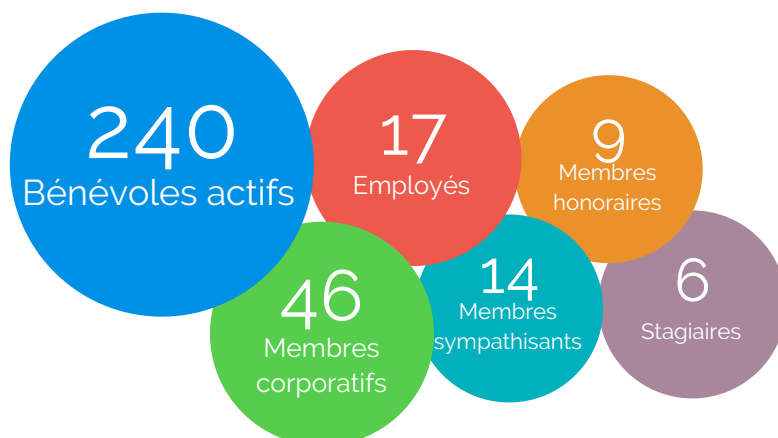 240
Bénévoles actifs
17
Employés
9
Membres
honoraires
46
Membres
corporatifs
14
Membres
sympathisants
6
Stagiaires